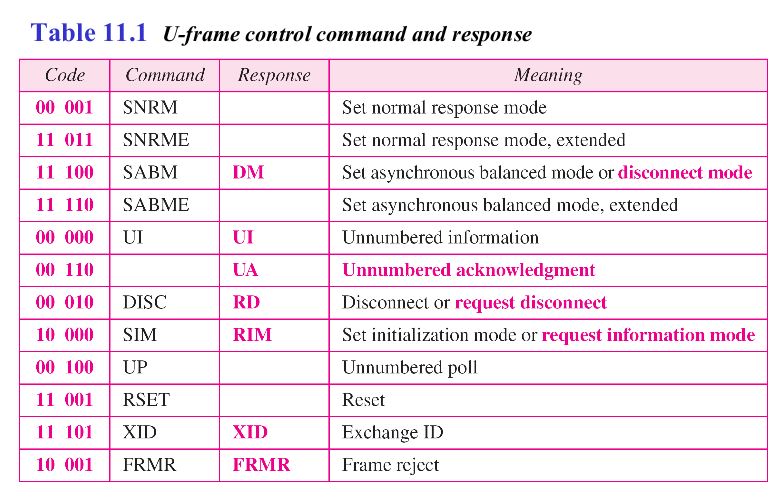 Table 11.1 U-frame control command and response
Code Command Response Meaning
00 001 SNRM Set normal response mode
11 011 SNRME Set normal response mode, extended
11 100 SABM DM Set asynchronous balanced mode or disconnect mode
11 110 SABME Set asynchronous balanced mode, extended
00 000 UI UI Unnumbered information
00 110 UA Unnumbered acknowledgment
00 010 DISC RD Disconnect or request disconnect
10 000 SIM RIM Set initialization mode or request information mode
00 100 UP Unnumbered poll
11 001 RSET Reset
11 101 XID XID Exchange ID
10 001 FRMR FRMR Frame reject